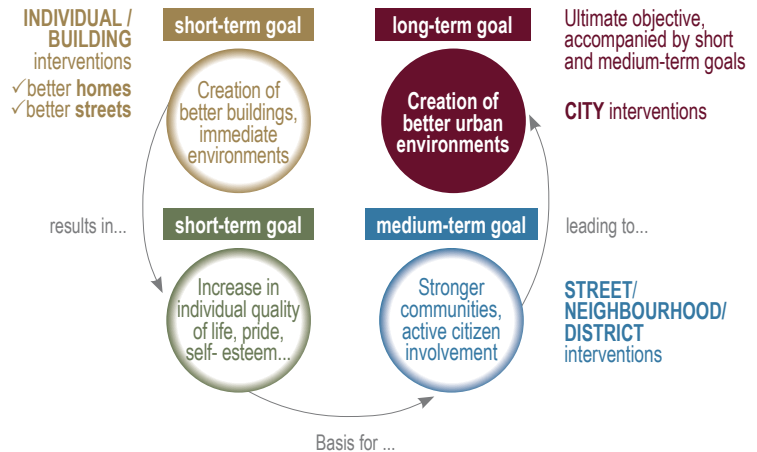 INDIVIDUAL /
BUILDING
interventions
✓better homes
✓better streets
short-term goal
Creation of
better buildings,
immediate
environments
long-term goal
Creation of
better urban
environments
Ultimate objective,
accompanied by short
and medium-term goals
CITY interventions
results in...
short-term goal
Increase in
individual quality
of life, pride,
self- esteem...
medium-term goal
Stronger
communities,
active citizen
involvement
leading to...
STREET/
NEIGHBOURHOOD/
DISTRICT
interventions
Basis for ...